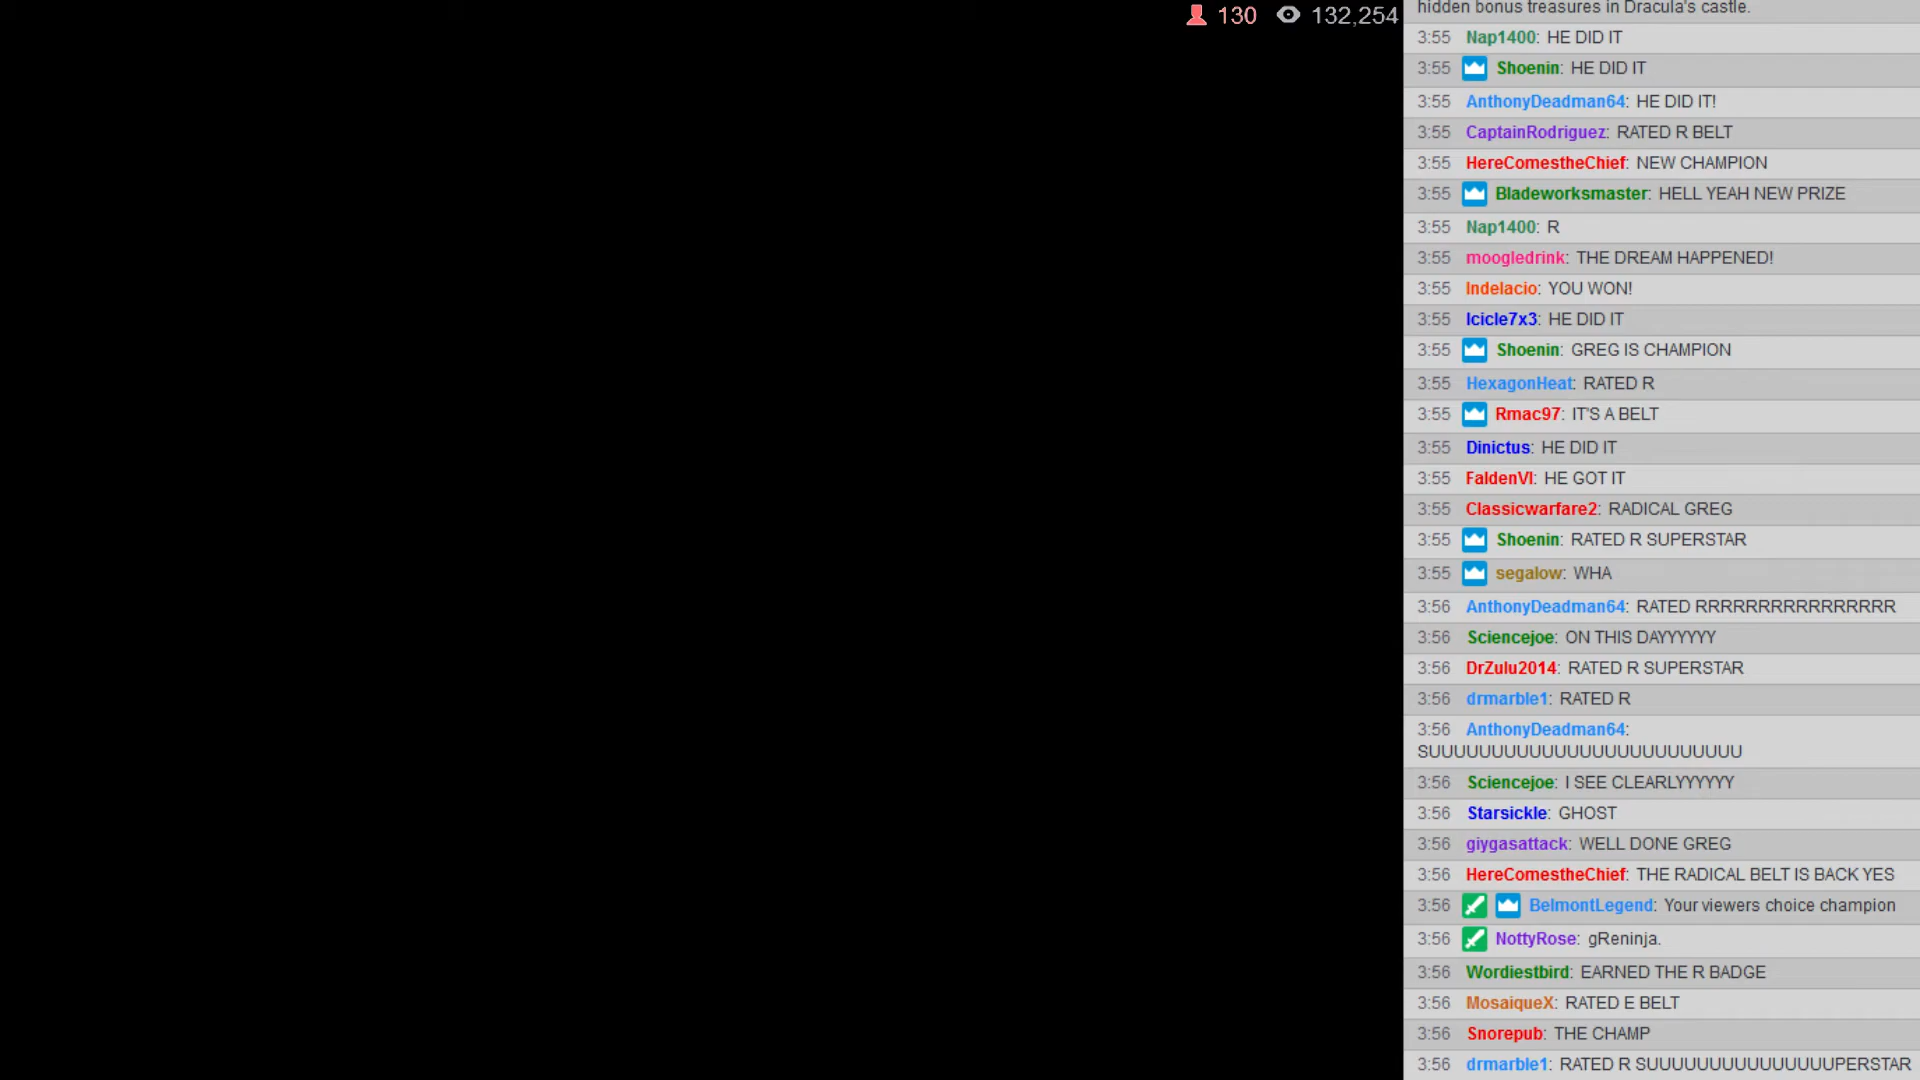 130 132,254
hidden bonus treasures in Dracula's castle.
3:55 Nap1400: HE DID IT
3:55 Shoenin: HE DID IT
3:55 AnthonyDeadman64: HE DID IT!
3:55 CaptainRodriguez: RATED R BELT
3:55 HereComestheChief: NEW CHAMPION
3:55 Bladeworksmaster: HELL YEAH NEW PRIZE
3:55 Nap1400: R
3:55 moogledrink: THE DREAM HAPPENED!
3:55 Indelacio: YOU WON!
3:55 Icicle7x3: HE DID IT
3:55 Shoenin: GREG IS CHAMPION
3:55 HexagonHeat: RATED R
3:55 Rmac97: IT'S A BELT
3:55 Dinictus: HE DID IT
3:55 FaldenVI: HE GOT IT
3:55 Classicwarfare2: RADICAL GREG
3:55 Shoenin: RATED R SUPERSTAR
3:55 segalow: WHA
3:56 AnthonyDeadman64: RATED RRRRRRRRRRRRRRRR
3:56 Sciencejoe: ON THIS DAYYYYYY
3:56 DrZulu2014: RATED R SUPERSTAR
3:56 drmarble1: RATED R
3:56 AnthonyDeadman64:
SUUUUUUUUUUUUUUUUUUUUUUUUU
3:56 Sciencejoe: I SEE CLEARLYYYYYY
3:56 Starsickle: GHOST
3:56 giygasattack: WELL DONE GREG
3:56 HereComestheChief: THE RADICAL BELT IS BACK YES
3:56 BelmontLegend: Your viewers choice champion
3:56 NottyRose: gReninja.
3:56 Wordiestbird: EARNED THE R BADGE
3:56 MosaiqueX: RATED E BELT
3:56 Snorepub: THE CHAMP
3:56 drmarble1: RATED R SUUUUUUUUUUUUUUUPERSTAR